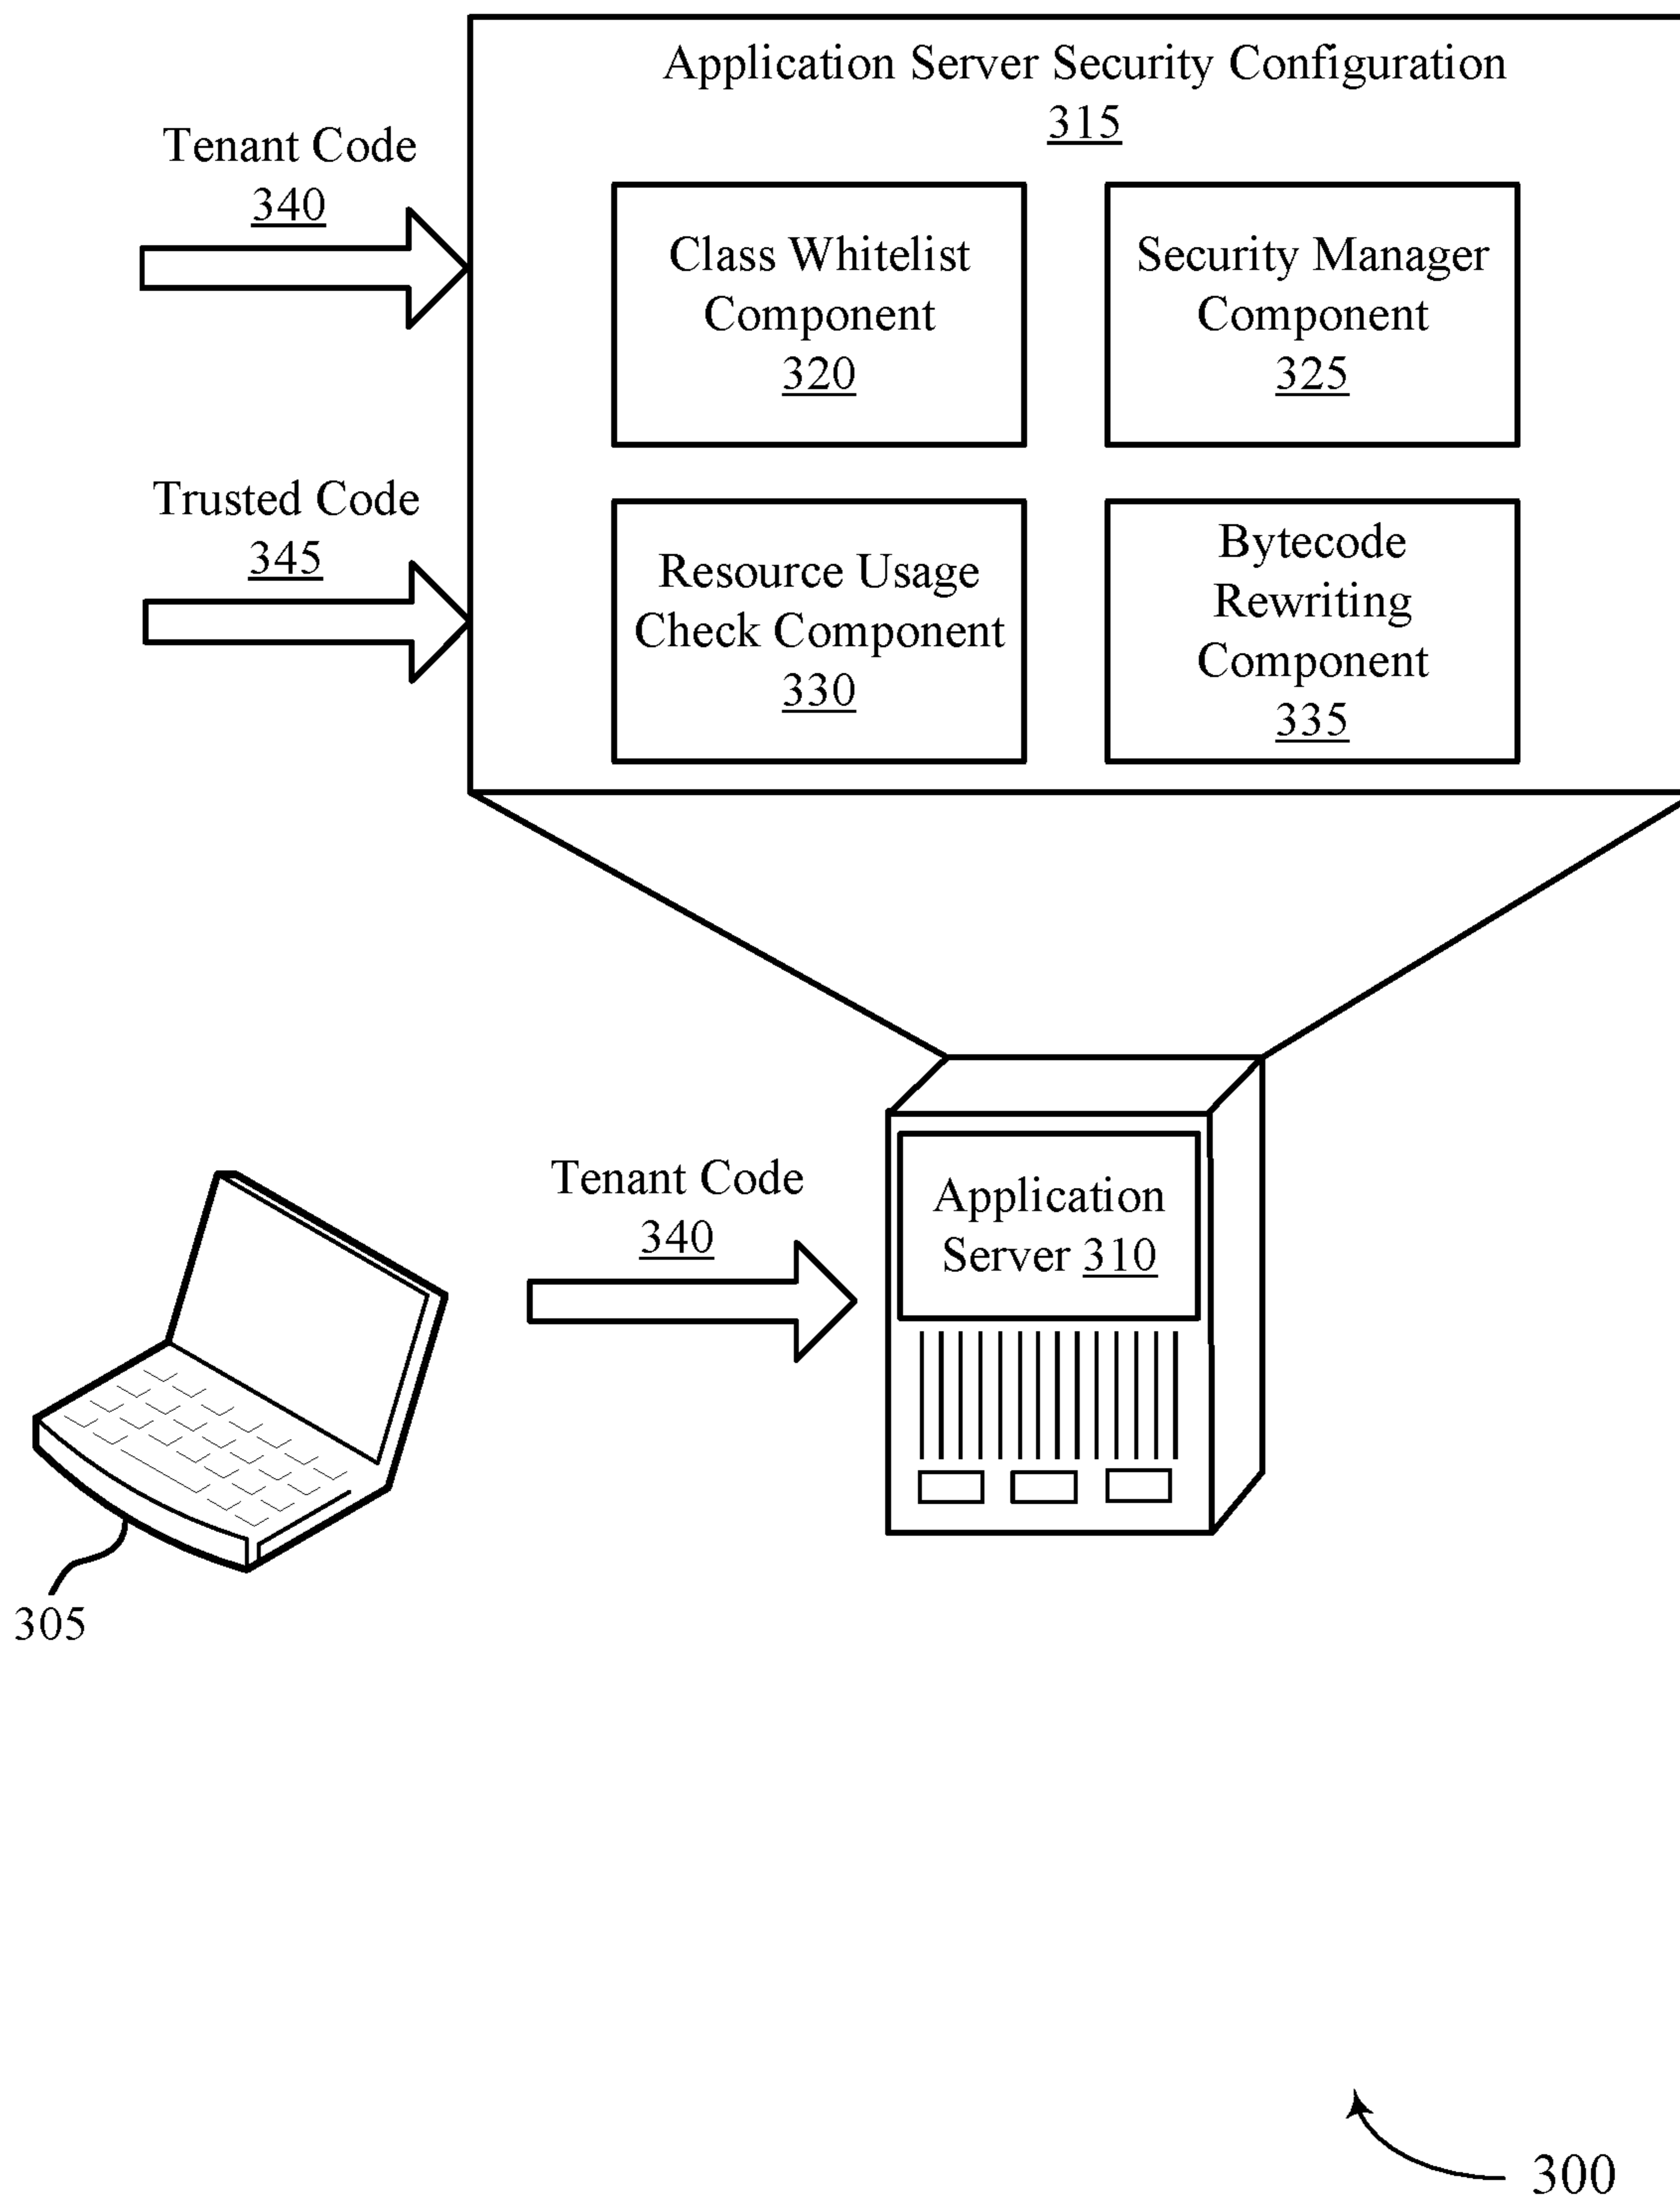 Application Server Security Configuration
315
Tenant Code
340
Class Whitelist
Component
320
Security Manager
Component
325
Trusted Code
345
Resource Usage
Check Component
330
Bytecode
Rewriting
Component
335
Tenant Code
340
Application
Server 310
305
300